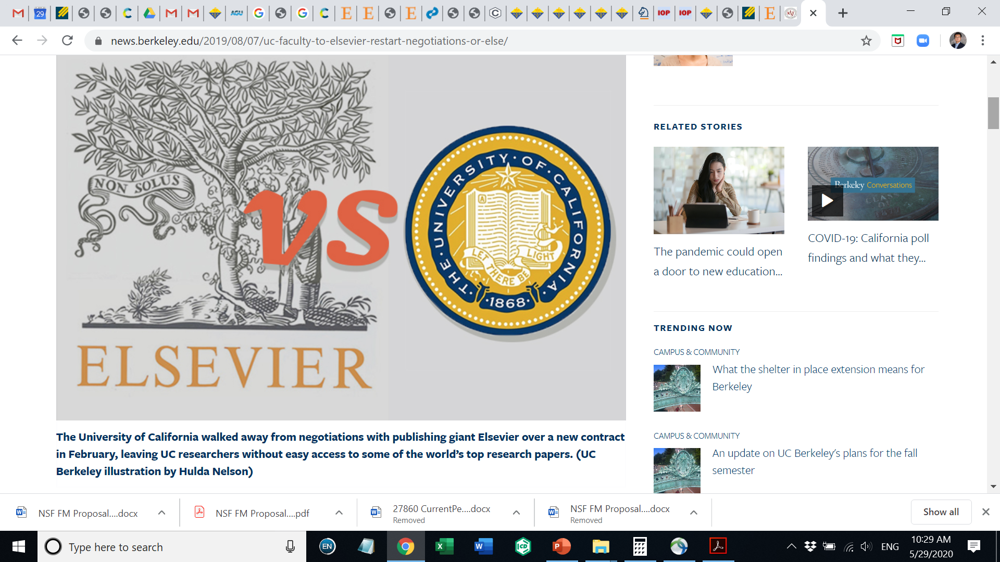 29
AGU
IOP
IOP
news.berkeley.edu/2019/08/07/uc-faculty-to-elsevier-restart-negotiations-or-else/
NON SOLUS
VS
ELSEVIER
·THE·UNIVERSITY·OF·CALIFORNIA·
A
LET THERE BE LIGHT
·1868·
The University of California walked away from negotiations with publishing giant Elsevier over a new contract
in February, leaving UC researchers without easy access to some of the world’s top research papers. (UC
Berkeley illustration by Hulda Nelson)
RELATED STORIES
The pandemic could open
a door to new education...
Berkeley Conversations
COVID-19: California poll
findings and what they...
TRENDING NOW
CAMPUS & COMMUNITY
What the shelter in place extension means for
Berkeley
CAMPUS & COMMUNITY
An update on UC Berkeley’s plans for the fall
semester
NSF FM Proposal....docx
NSF FM Proposal....pdf
27860 CurrentPe....docx
Removed
NSF FM Proposal....docx
Removed
Show all
Type here to search
EN
ICD
ENG
10:29 AM
5/29/2020